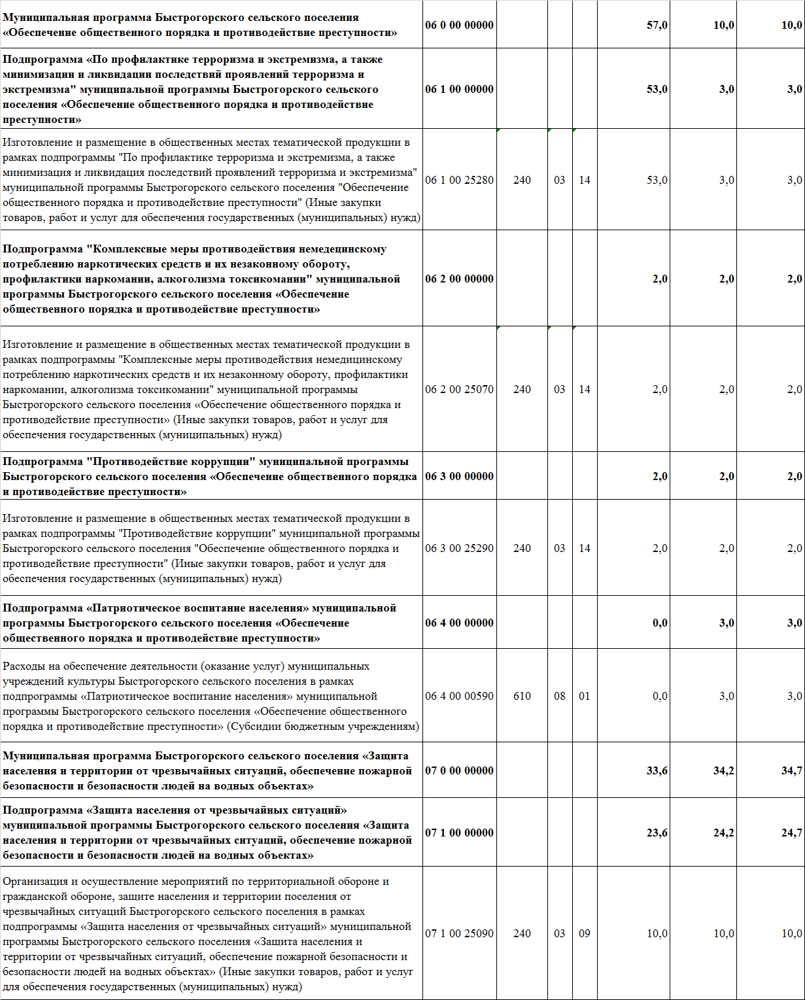 Муниципальная программа Быстрогорского сельского поселения
«Обеспечение общественного порядка и противодействие преступности»
06 0 00 00000 57,0 10,0 10,0
Подпрограмма «По профилактике терроризма и экстремизма, а также
минимизации и ликвидации последствий проявлений терроризма и
экстремизма" муниципальной программы Быстрогорского сельского
поселения «Обеспечение общественного порядка и противодействие
преступности»
06 1 00 00000 53,0 3,0 3,0
Изготовление и размещение в общественных местах тематической продукции в
рамках подпрограммы "По профилактике терроризма и экстремизма, а также
минимизация и ликвидация последствий проявлений терроризма и экстремизма"
муниципальной программы Быстрогорского сельского поселения "Обеспечение
общественного порядка и противодействие преступности" (Иные закупки
товаров, работ и услуг для обеспечения государственных (муниципальных) нужд)
06 1 00 25280 240 03 14 53,0 3,0 3,0
Подпрограмма "Комплексные меры противодействия немедецинскому
потреблению наркотических средств и их незаконному обороту,
профилактики наркомании, алкоголизма токсикомании" муниципальной
программы Быстрогорского сельского поселения «Обеспечение
общественного порядка и противодействие преступности»
06 2 00 00000 2,0 2,0 2,0
Изготовление и размещение в общественных местах тематической продукции в
рамках подпрограммы "Комплексные меры противодействия немедицинскому
потреблению наркотических средств и их незаконному обороту, профилактики
наркомании, алкоголизма токсикомании" муниципальной программы
Быстрогорского сельского поселения «Обеспечение общественного порядка и
противодействие преступности» (Иные закупки товаров, работ и услуг для
обеспечения государственных (муниципальных) нужд)
06 2 00 25070 240 03 14 2,0 2,0 2,0
Подпрограмма "Противодействие коррупции" муниципальной программы
Быстрогорского сельского поселения «Обеспечение общественного порядка
и противодействие преступности»
06 3 00 00000 2,0 2,0 2,0
Изготовление и размещение в общественных местах тематической продукции в
рамках подпрограммы "Противодействие коррупции" муниципальной программы
Быстрогорского сельского поселения "Обеспечение общественного порядка и
противодействие преступности" (Иные закупки товаров, работ и услуг для
обеспечения государственных (муниципальных) нужд)
06 3 00 25290 240 03 14 2,0 2,0 2,0
Подпрограмма «Патриотическое воспитание населения» муниципальной
программы Быстрогорского сельского поселения «Обеспечение
общественного порядка и противодействие преступности»
06 4 00 00000 0,0 3,0 3,0
Расходы на обеспечение деятельности (оказание услуг) муниципальных
учреждений культуры Быстрогорского сельского поселения в рамках
подпрограммы «Патриотическое воспитание населения» муниципальной
программы Быстрогорского сельского поселения «Обеспечение общественного
порядка и противодействие преступности» (Субсидии бюджетным учреждениям)
06 4 00 00590 610 08 01 0,0 3,0 3,0
Муниципальная программа Быстрогорского сельского поселения «Защита
населения и территории от чрезвычайных ситуаций, обеспечение пожарной
безопасности и безопасности людей на водных объектах»
07 0 00 00000 33,6 34,2 34,7
Подпрограмма «Защита населения от чрезвычайных ситуаций»
муниципальной программы Быстрогорского сельского поселения «Защита
населения и территории от чрезвычайных ситуаций, обеспечение пожарной
безопасности и безопасности людей на водных объектах»
07 1 00 00000 23,6 24,2 24,7
Организация и осуществление мероприятий по территориальной обороне и
гражданской обороне, защите населения и территории поселения от
чрезвычайных ситуаций Быстрогорского сельского поселения в рамках
подпрограммы «Защита населения от чрезвычайных ситуаций» муниципальной
программы Быстрогорского сельского поселения «Защита населения и
территории от чрезвычайных ситуаций, обеспечение пожарной безопасности и
безопасности людей на водных объектах» (Иные закупки товаров, работ и услуг
для обеспечения государственных (муниципальных) нужд)
07 1 00 25090 240 03 09 10,0 10,0 10,0